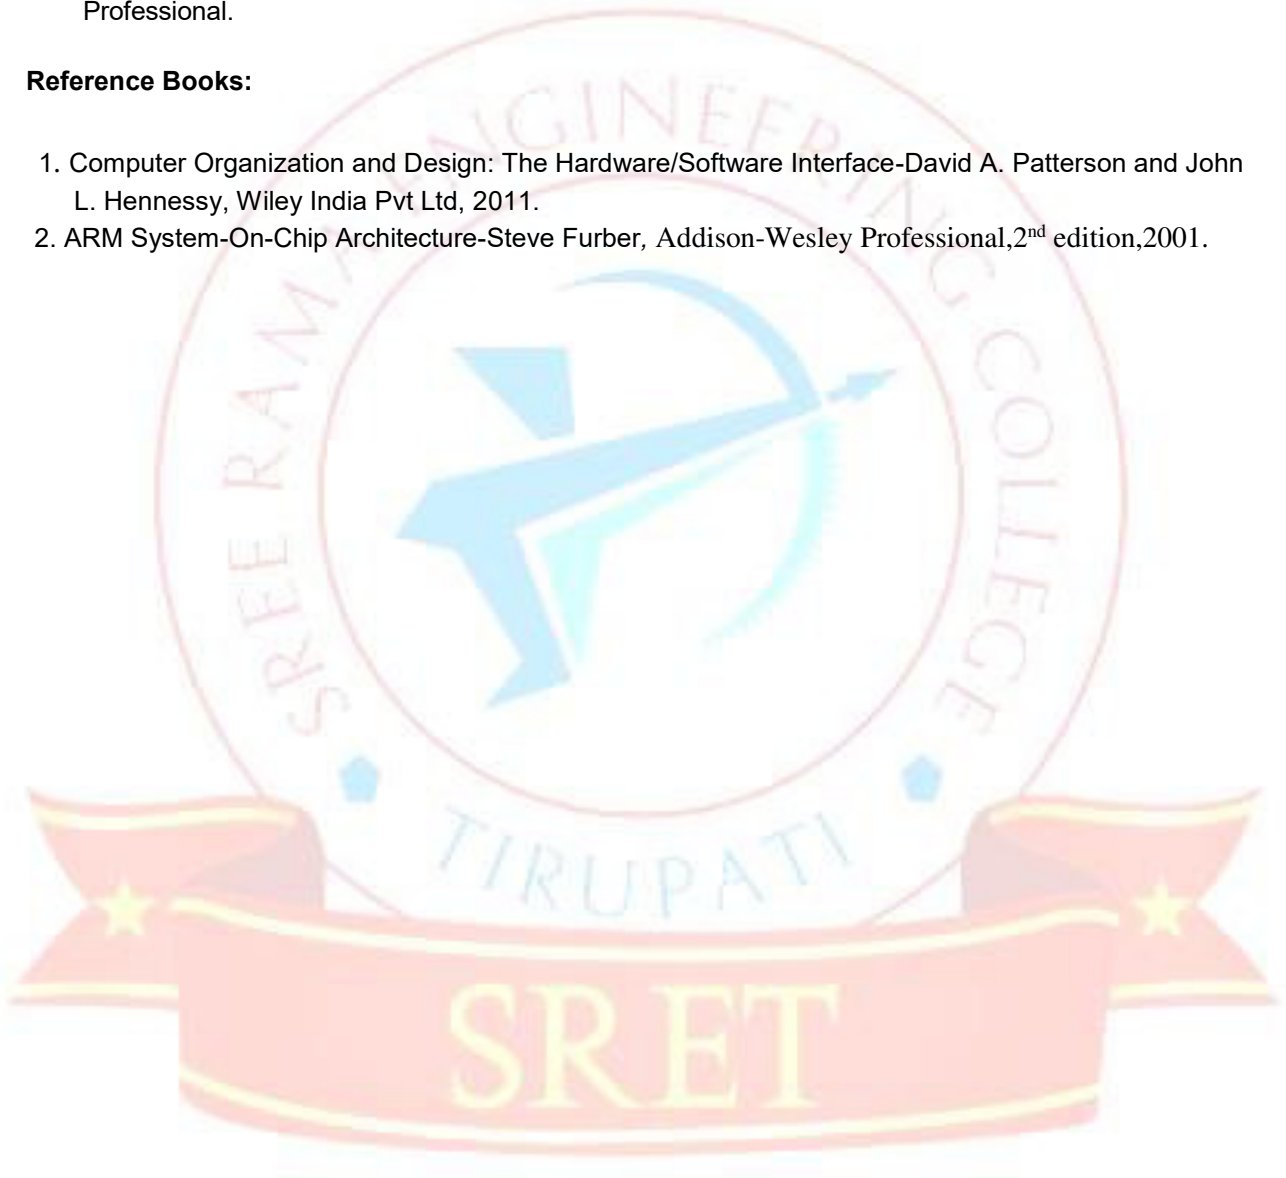 Professional.
Reference Books:
1. Computer Organization and Design: The Hardware/Software Interface-David A. Patterson and John
L. Hennessy, Wiley India Pvt Ltd, 2011.
2. ARM System-On-Chip Architecture-Steve Furber, Addison-Wesley Professional,2nd edition,2001.
SREE RAMA ENGINEERING COLLEGE
TIRUPATI
SRET